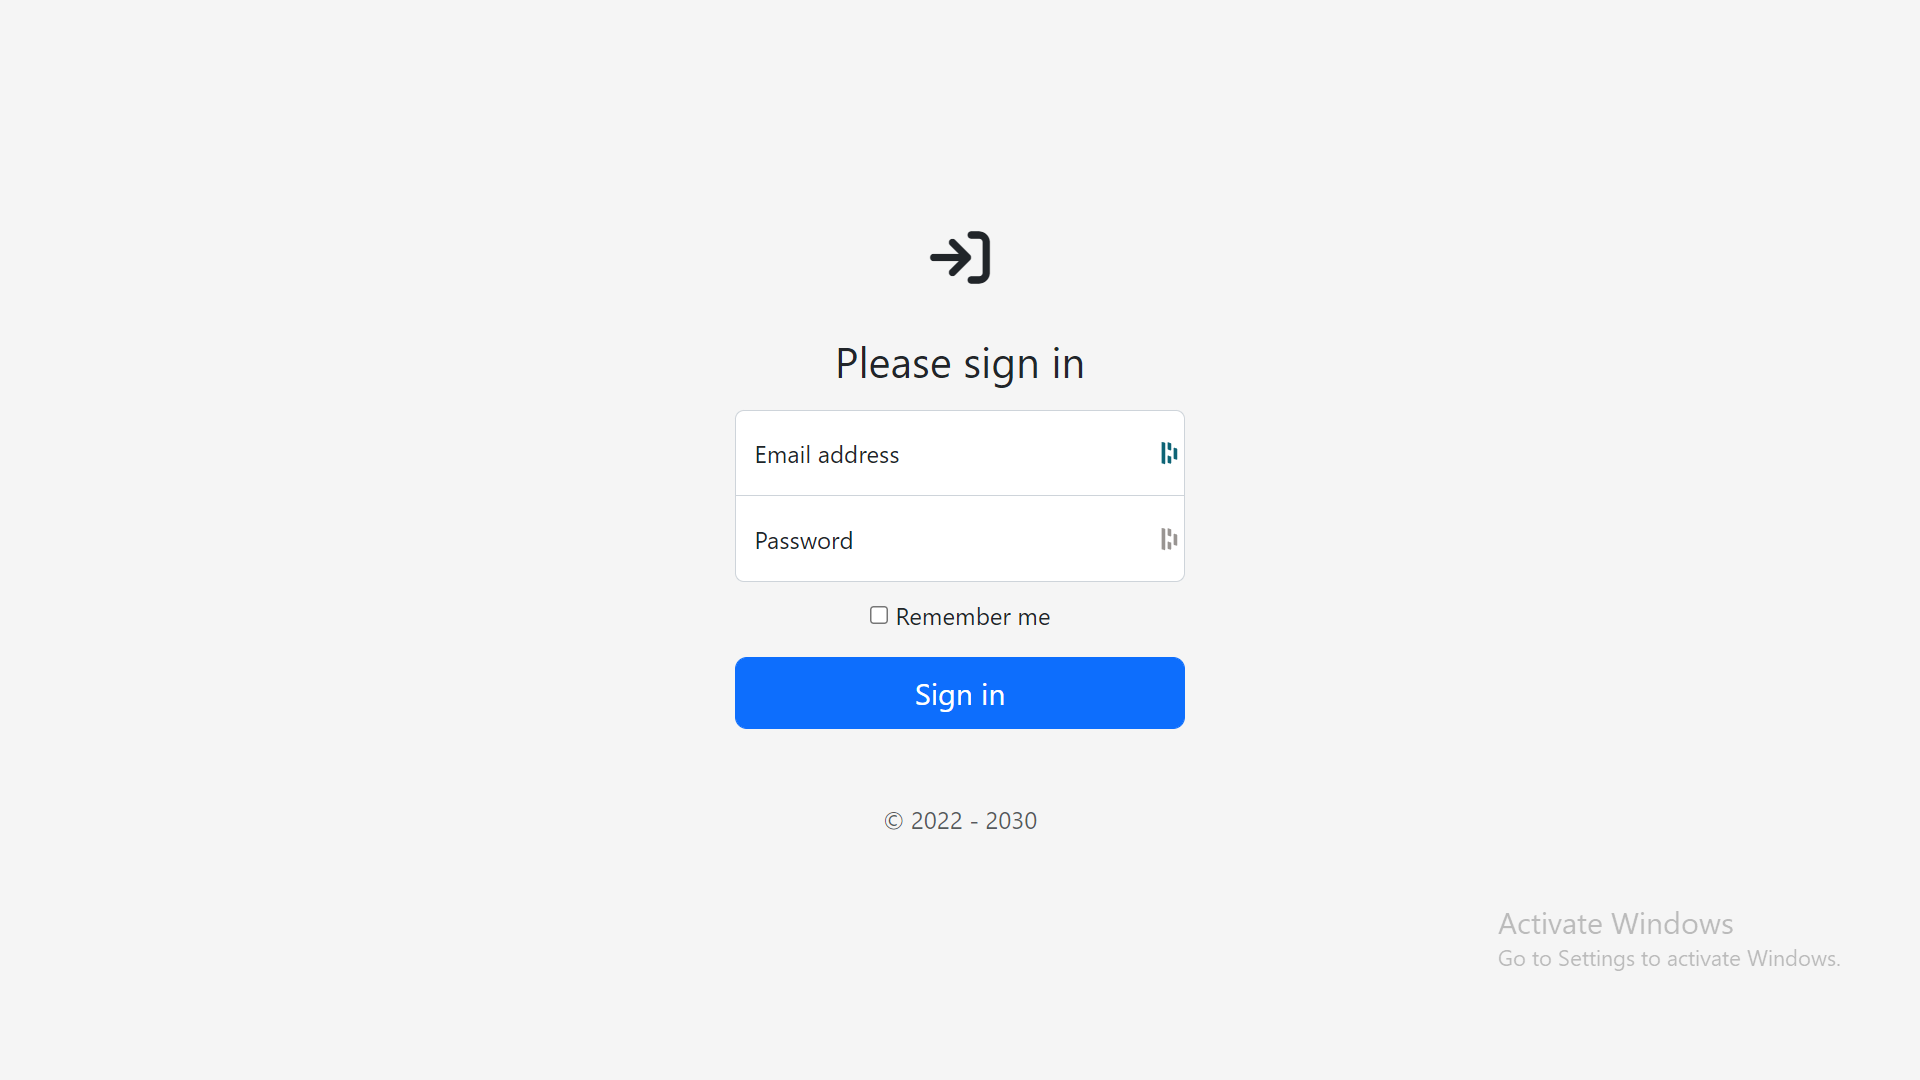 Please sign in
Email address
Password
Remember me
Sign in
© 2022 - 2030
Activate Windows
Go to Settings to activate Windows.